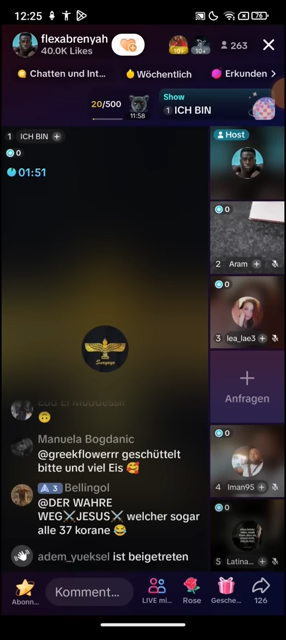 12:25
76
flexabrenyah
40.0K Likes
10+
10+
263
Chatten und Int...
Wöchentlich
Erkunden
20/500
11:58
Show
1 ICH BIN
1 ICH BIN
0
01:51
Host
0
2 Aram
0
3 lea_lae3
Anfragen
0
4 Iman95
0
5 Latina...
Manuela Bogdanic
@greekflowerrr geschüttelt
bitte und viel Eis 🥰
3 Bellingol
@DER WAHRE
WEG⚔️JESUS⚔️ welcher sogar
alle 37 korane 😂
adem_yueksel ist beigetreten
Abonn...
Komment...
LIVE mi...
Rose
Gesche...
126